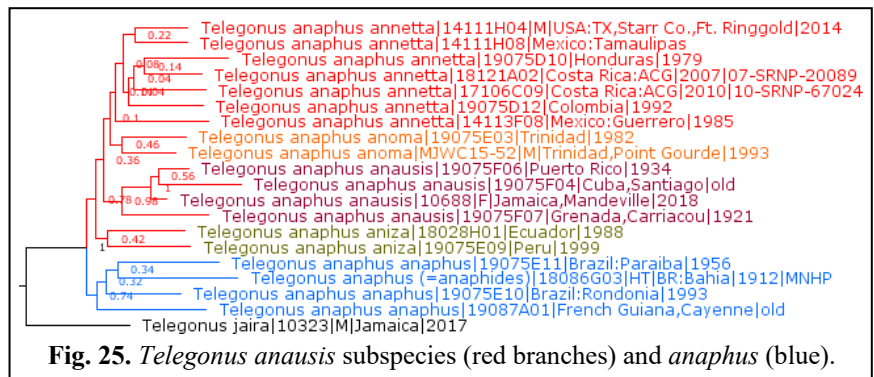 Telegonus anaphus annetta|14111H04|M|USA:TX,Starr Co.,Ft. Ringgold|2014
0.22
Telegonus anaphus annetta|14111H08|Mexico:Tamaulipas
Telegonus anaphus annetta|19075D10|Honduras|1979
0.08
0.14
Telegonus anaphus annetta|18121A02|Costa Rica:ACG|2007|07-SRNP-20089
0.04
Telegonus anaphus annetta|17106C09|Costa Rica:ACG|2010|10-SRNP-67024
Telegonus anaphus annetta|19075D12|Colombia|1992
0.1
Telegonus anaphus annetta|14113F08|Mexico:Guerrero|1985
Telegonus anaphus anoma|19075E03|Trinidad|1982
0.46
Telegonus anaphus anoma|MJWC15-52|M|Trinidad,Point Gourde|1993
0.36
Telegonus anaphus anausis|19075F06|Puerto Rico|1934
0.56
Telegonus anaphus anausis|19075F04|Cuba,Santiago|old
1
Telegonus anaphus anausis|10688|F|Jamaica,Mandeville|2018
0.78
0.98
Telegonus anaphus anausis|19075F07|Grenada,Carriacou|1921
Telegonus anaphus aniza|18028H01|Ecuador|1988
0.42
1
Telegonus anaphus aniza|19075E09|Peru|1999
Telegonus anaphus anaphus|19075E11|Brazil:Paraiba|1956
0.34
Telegonus anaphus (=anaphides)|18086G03|HT|BR:Bahia|1912|MNHP
0.32
Telegonus anaphus anaphus|19075E10|Brazil:Rondonia|1993
0.74
Telegonus anaphus anaphus|19087A01|French Guiana,Cayenne|old
Telegonus jaira|10323|M|Jamaica|2017
Fig. 25. Telegonus anausis subspecies (red branches) and anaphus (blue).